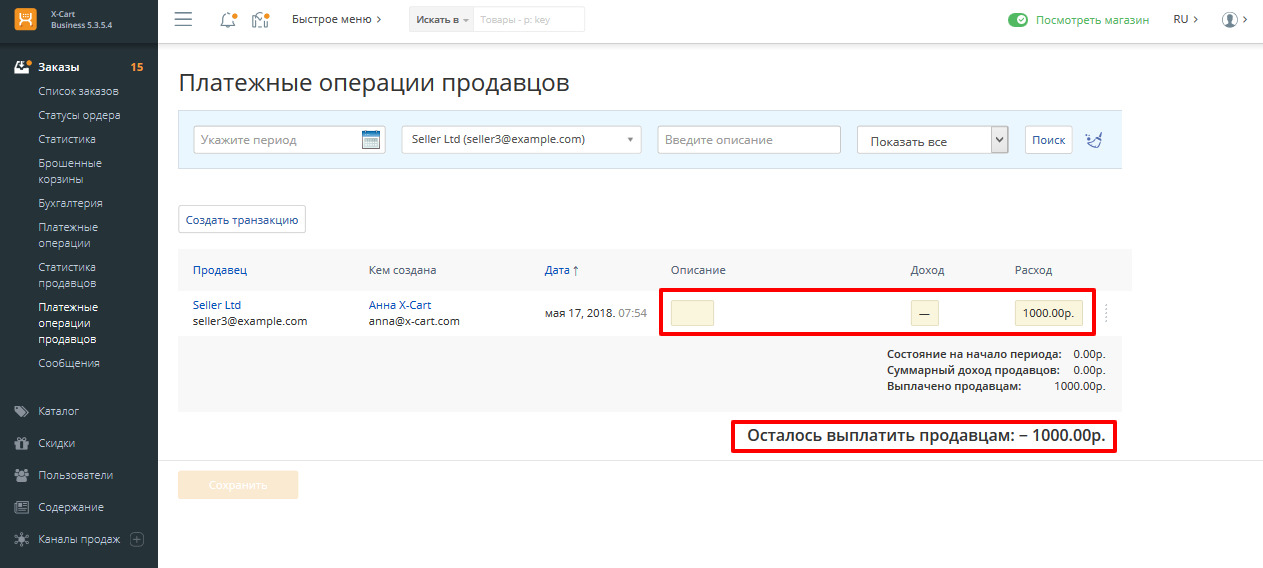 X-Cart
Business 5.3.5.4
Быстрое меню
Искать в
Товары - p: key
Посмотреть магазин
RU
Заказы 15
Список заказов
Статусы ордера
Статистика
Брошенные
корзины
Бухгалтерия
Платежные
операции
Статистика
продавцов
Платежные
операции
продавцов
Сообщения
Каталог
Скидки
Пользователи
Содержание
Каналы продаж
Платежные операции продавцов
Укажите период
Seller Ltd (seller3@example.com)
Введите описание
Показать все
Поиск
Создать транзакцию
Продавец Кем создана Дата ↑ Описание Доход Расход
Seller Ltd Анна X-Cart
seller3@example.com anna@x-cart.com
мая 17, 2018. 07:54 — 1000.00р.
Состояние на начало периода: 0.00р.
Суммарный доход продавцов: 0.00р.
Выплачено продавцам: 1000.00р.
Осталось выплатить продавцам: – 1000.00р.
Сохранить